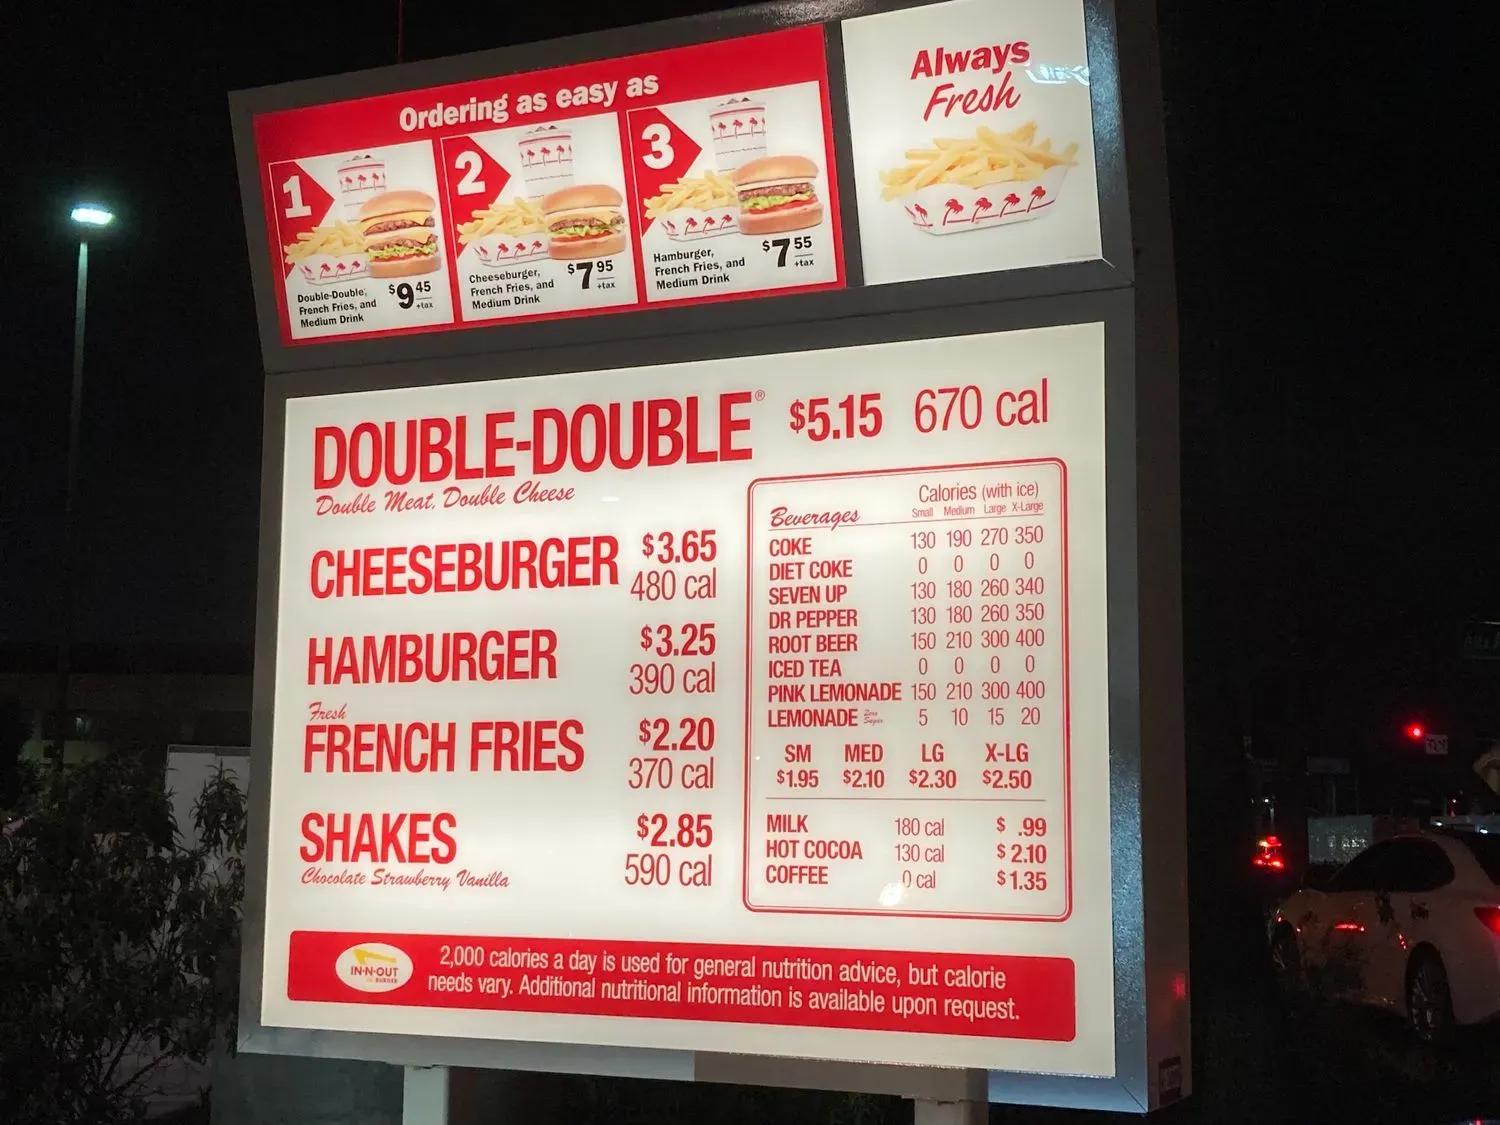 Ordering as easy as
1
Double-Double,
French Fries, and
Medium Drink
$9 45
+tax
2
Cheeseburger,
French Fries, and
Medium Drink
$7 95
+tax
3
Hamburger,
French Fries, and
Medium Drink
$7 55
+tax
Always
Fresh
DOUBLE-DOUBLE® $5.15 670 cal
Double Meat, Double Cheese
CHEESEBURGER $3.65
480 cal
HAMBURGER $3.25
390 cal
Fresh
FRENCH FRIES $2.20
370 cal
SHAKES $2.85
590 cal
Chocolate Strawberry Vanilla
Beverages Calories (with ice)
Small Medium Large X-Large
COKE 130 190 270 350
DIET COKE 0 0 0 0
SEVEN UP 130 180 260 340
DR PEPPER 130 180 260 350
ROOT BEER 150 210 300 400
ICED TEA 0 0 0 0
PINK LEMONADE 150 210 300 400
LEMONADE Zero Sugar 5 10 15 20
SM MED LG X-LG
$1.95 $2.10 $2.30 $2.50
MILK 180 cal $ .99
HOT COCOA 130 cal $ 2.10
COFFEE 0 cal $ 1.35
IN-N-OUT
BURGER
2,000 calories a day is used for general nutrition advice, but calorie
needs vary. Additional nutritional information is available upon request.